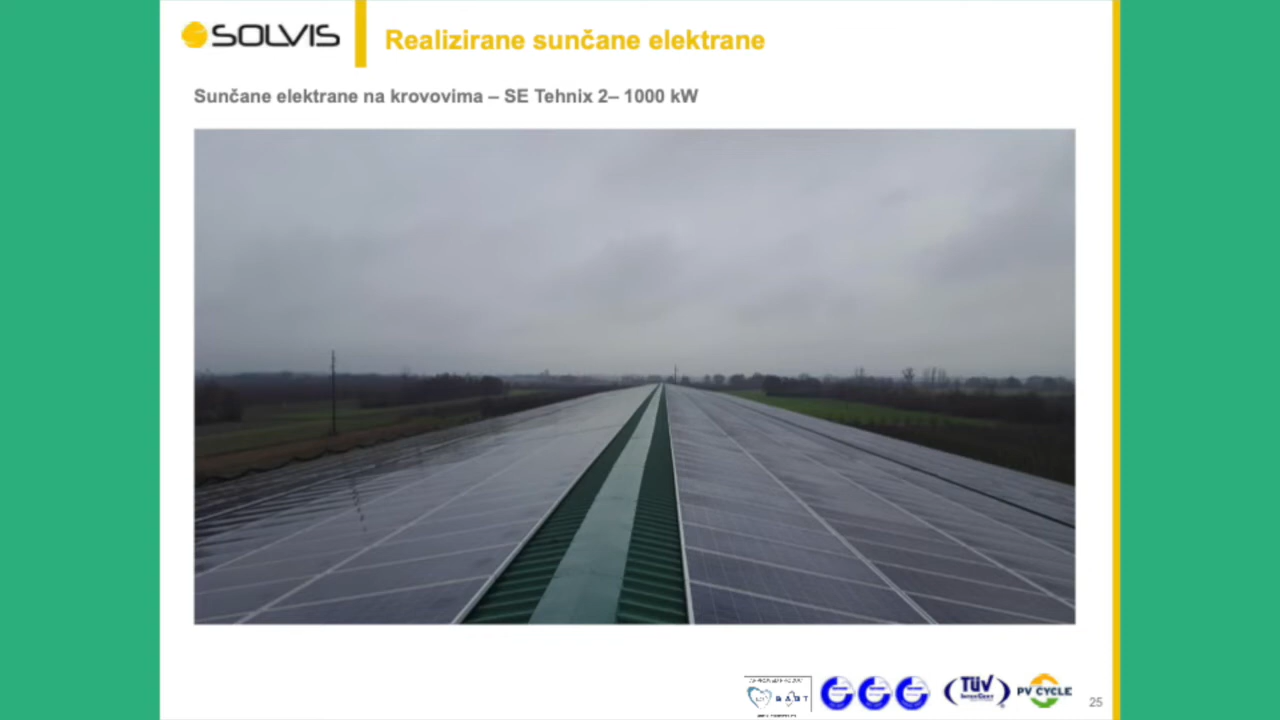 SOLVIS
Realizirane sunčane elektrane
Sunčane elektrane na krovovima – SE Tehnix 2– 1000 kW
TÜV
PV CYCLE
25